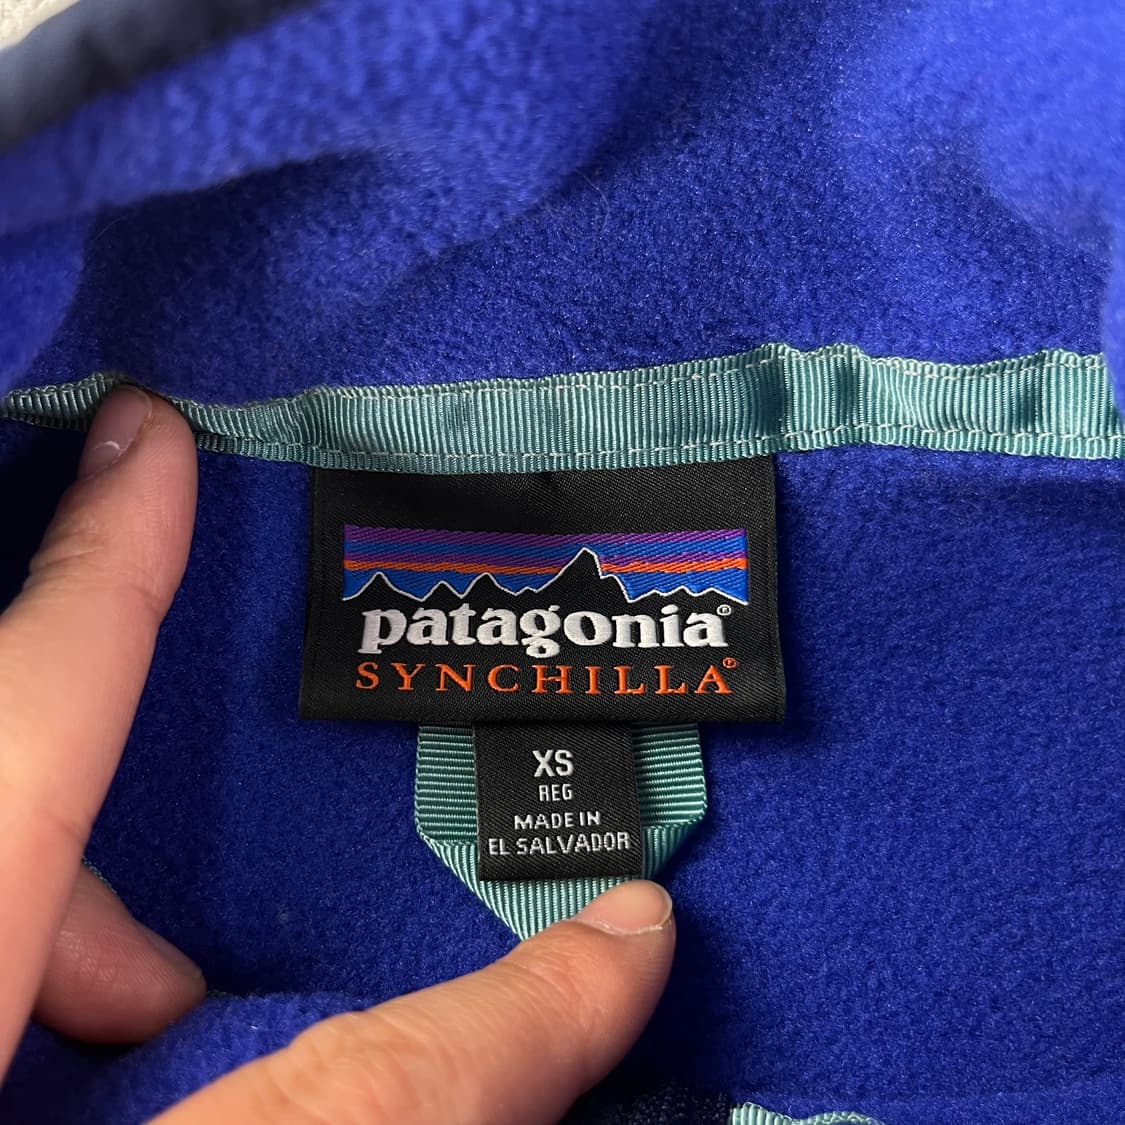 patagonia®
SYNCHILLA®
XS
REG
MADE IN
EL SALVADOR